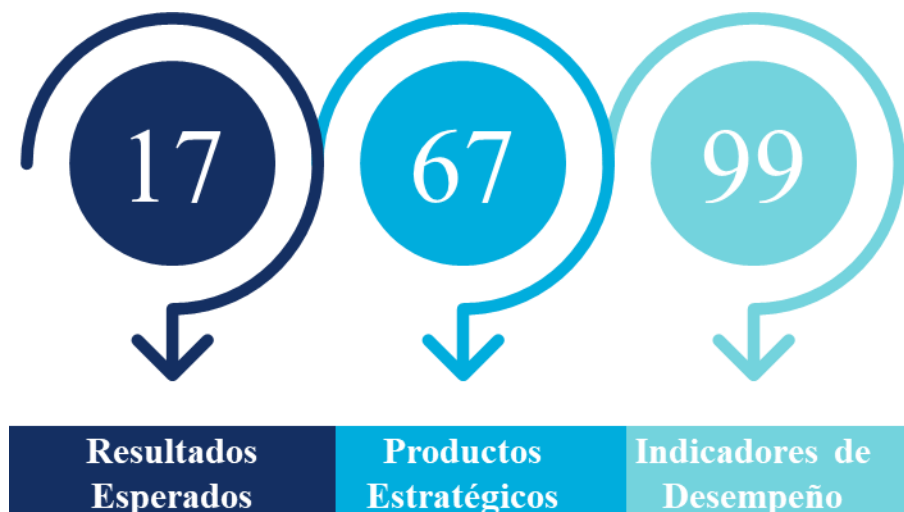 17
67
99
Resultados
Esperados
Productos
Estratégicos
Indicadores de
Desempeño